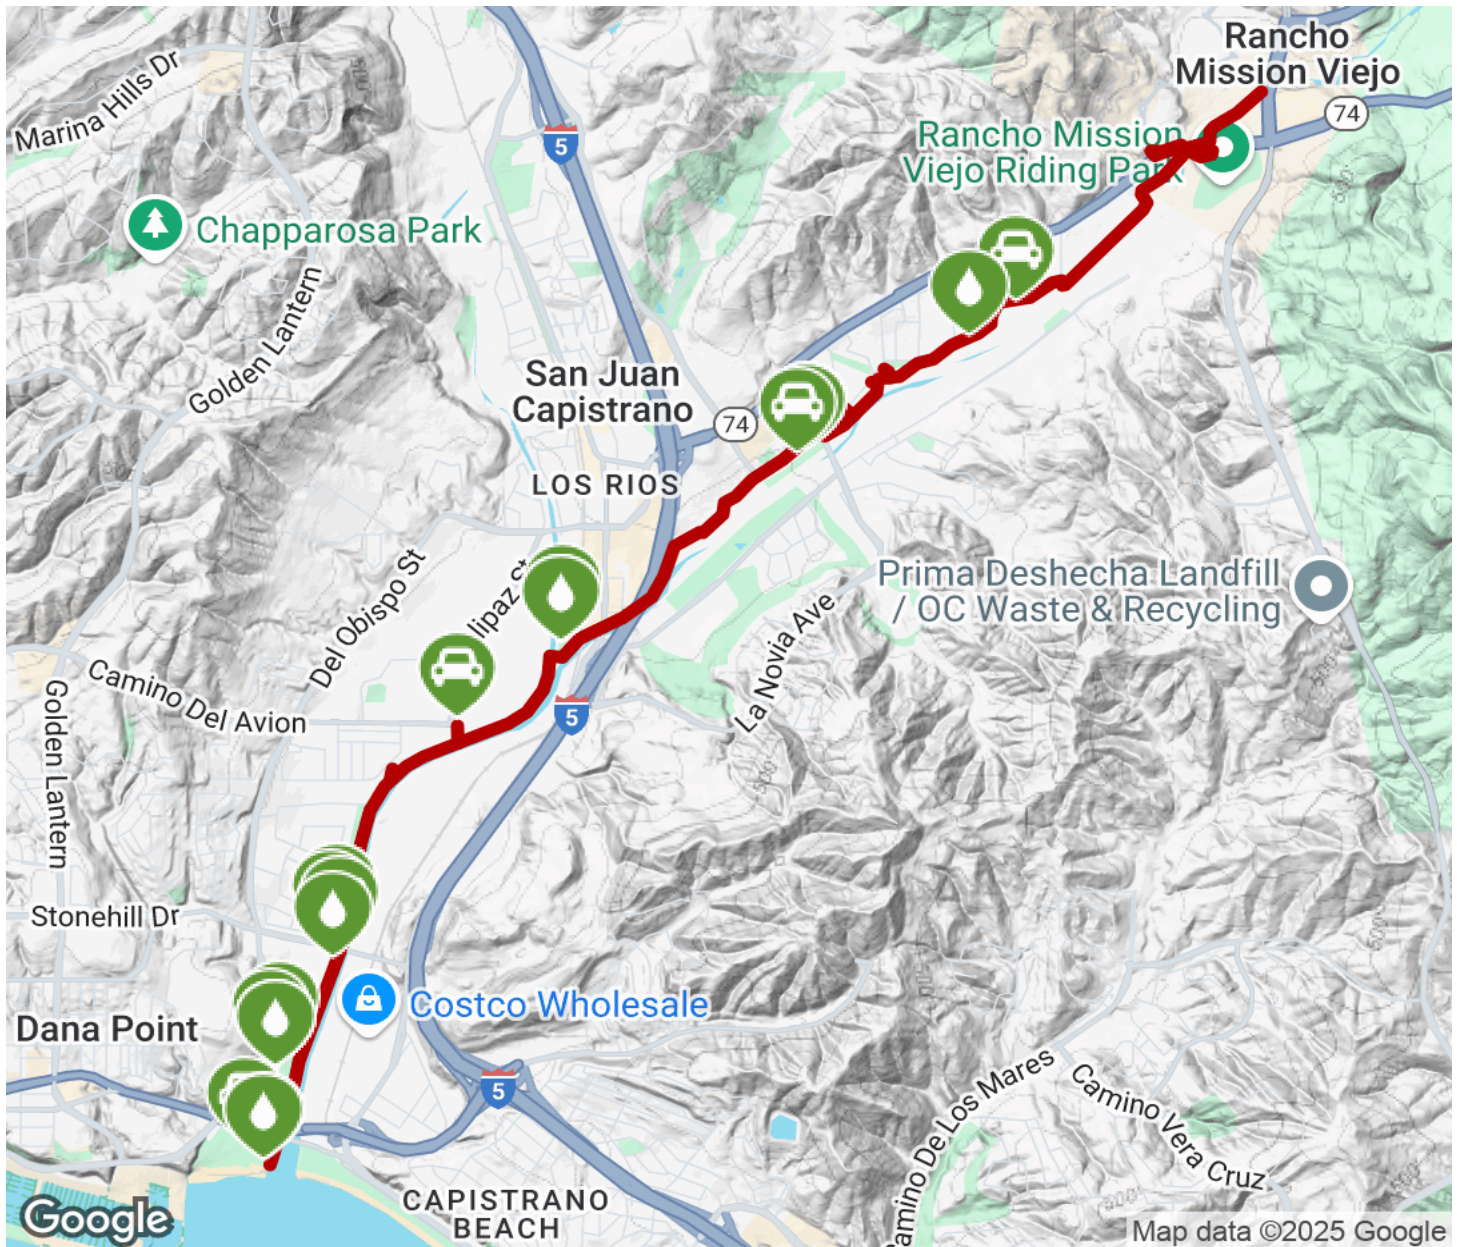 Rancho
Mission Viejo
Marina Hills Dr
74
5
Rancho Mission
Viejo Riding Park
Chapparosa Park
Golden Lantern
San Juan
Capistrano
74
LOS RIOS
Del Obispo St
lipaz St
Prima Deshecha Landfill
/ OC Waste & Recycling
La Novia Ave
Camino Del Avion
Golden Lantern
5
Stonehill Dr
Costco Wholesale
Dana Point
5
Camino De Los Mares
Camino Vera Cruz
CAPISTRANO
BEACH
Google
Map data ©2025 Google